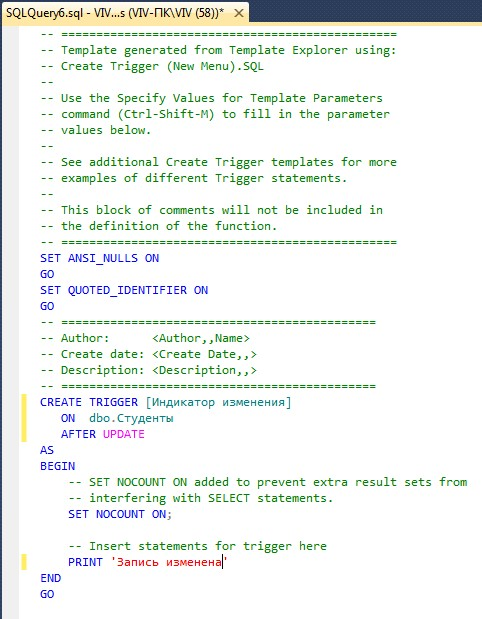 SQLQuery6.sql - VIV...s (VIV-ПК\VIV (58))* ×
-- ================================================
-- Template generated from Template Explorer using:
-- Create Trigger (New Menu).SQL
--
-- Use the Specify Values for Template Parameters
-- command (Ctrl-Shift-M) to fill in the parameter
-- values below.
--
-- See additional Create Trigger templates for more
-- examples of different Trigger statements.
--
-- This block of comments will not be included in
-- the definition of the function.
-- ================================================
SET ANSI_NULLS ON
GO
SET QUOTED_IDENTIFIER ON
GO
-- =============================================
-- Author:      <Author,,Name>
-- Create date: <Create Date,,>
-- Description: <Description,,>
-- =============================================
CREATE TRIGGER [Индикатор изменения]
   ON  dbo.Студенты
   AFTER UPDATE
AS
BEGIN
    -- SET NOCOUNT ON added to prevent extra result sets from
    -- interfering with SELECT statements.
    SET NOCOUNT ON;
    -- Insert statements for trigger here
    PRINT 'Запись изменена'
END
GO